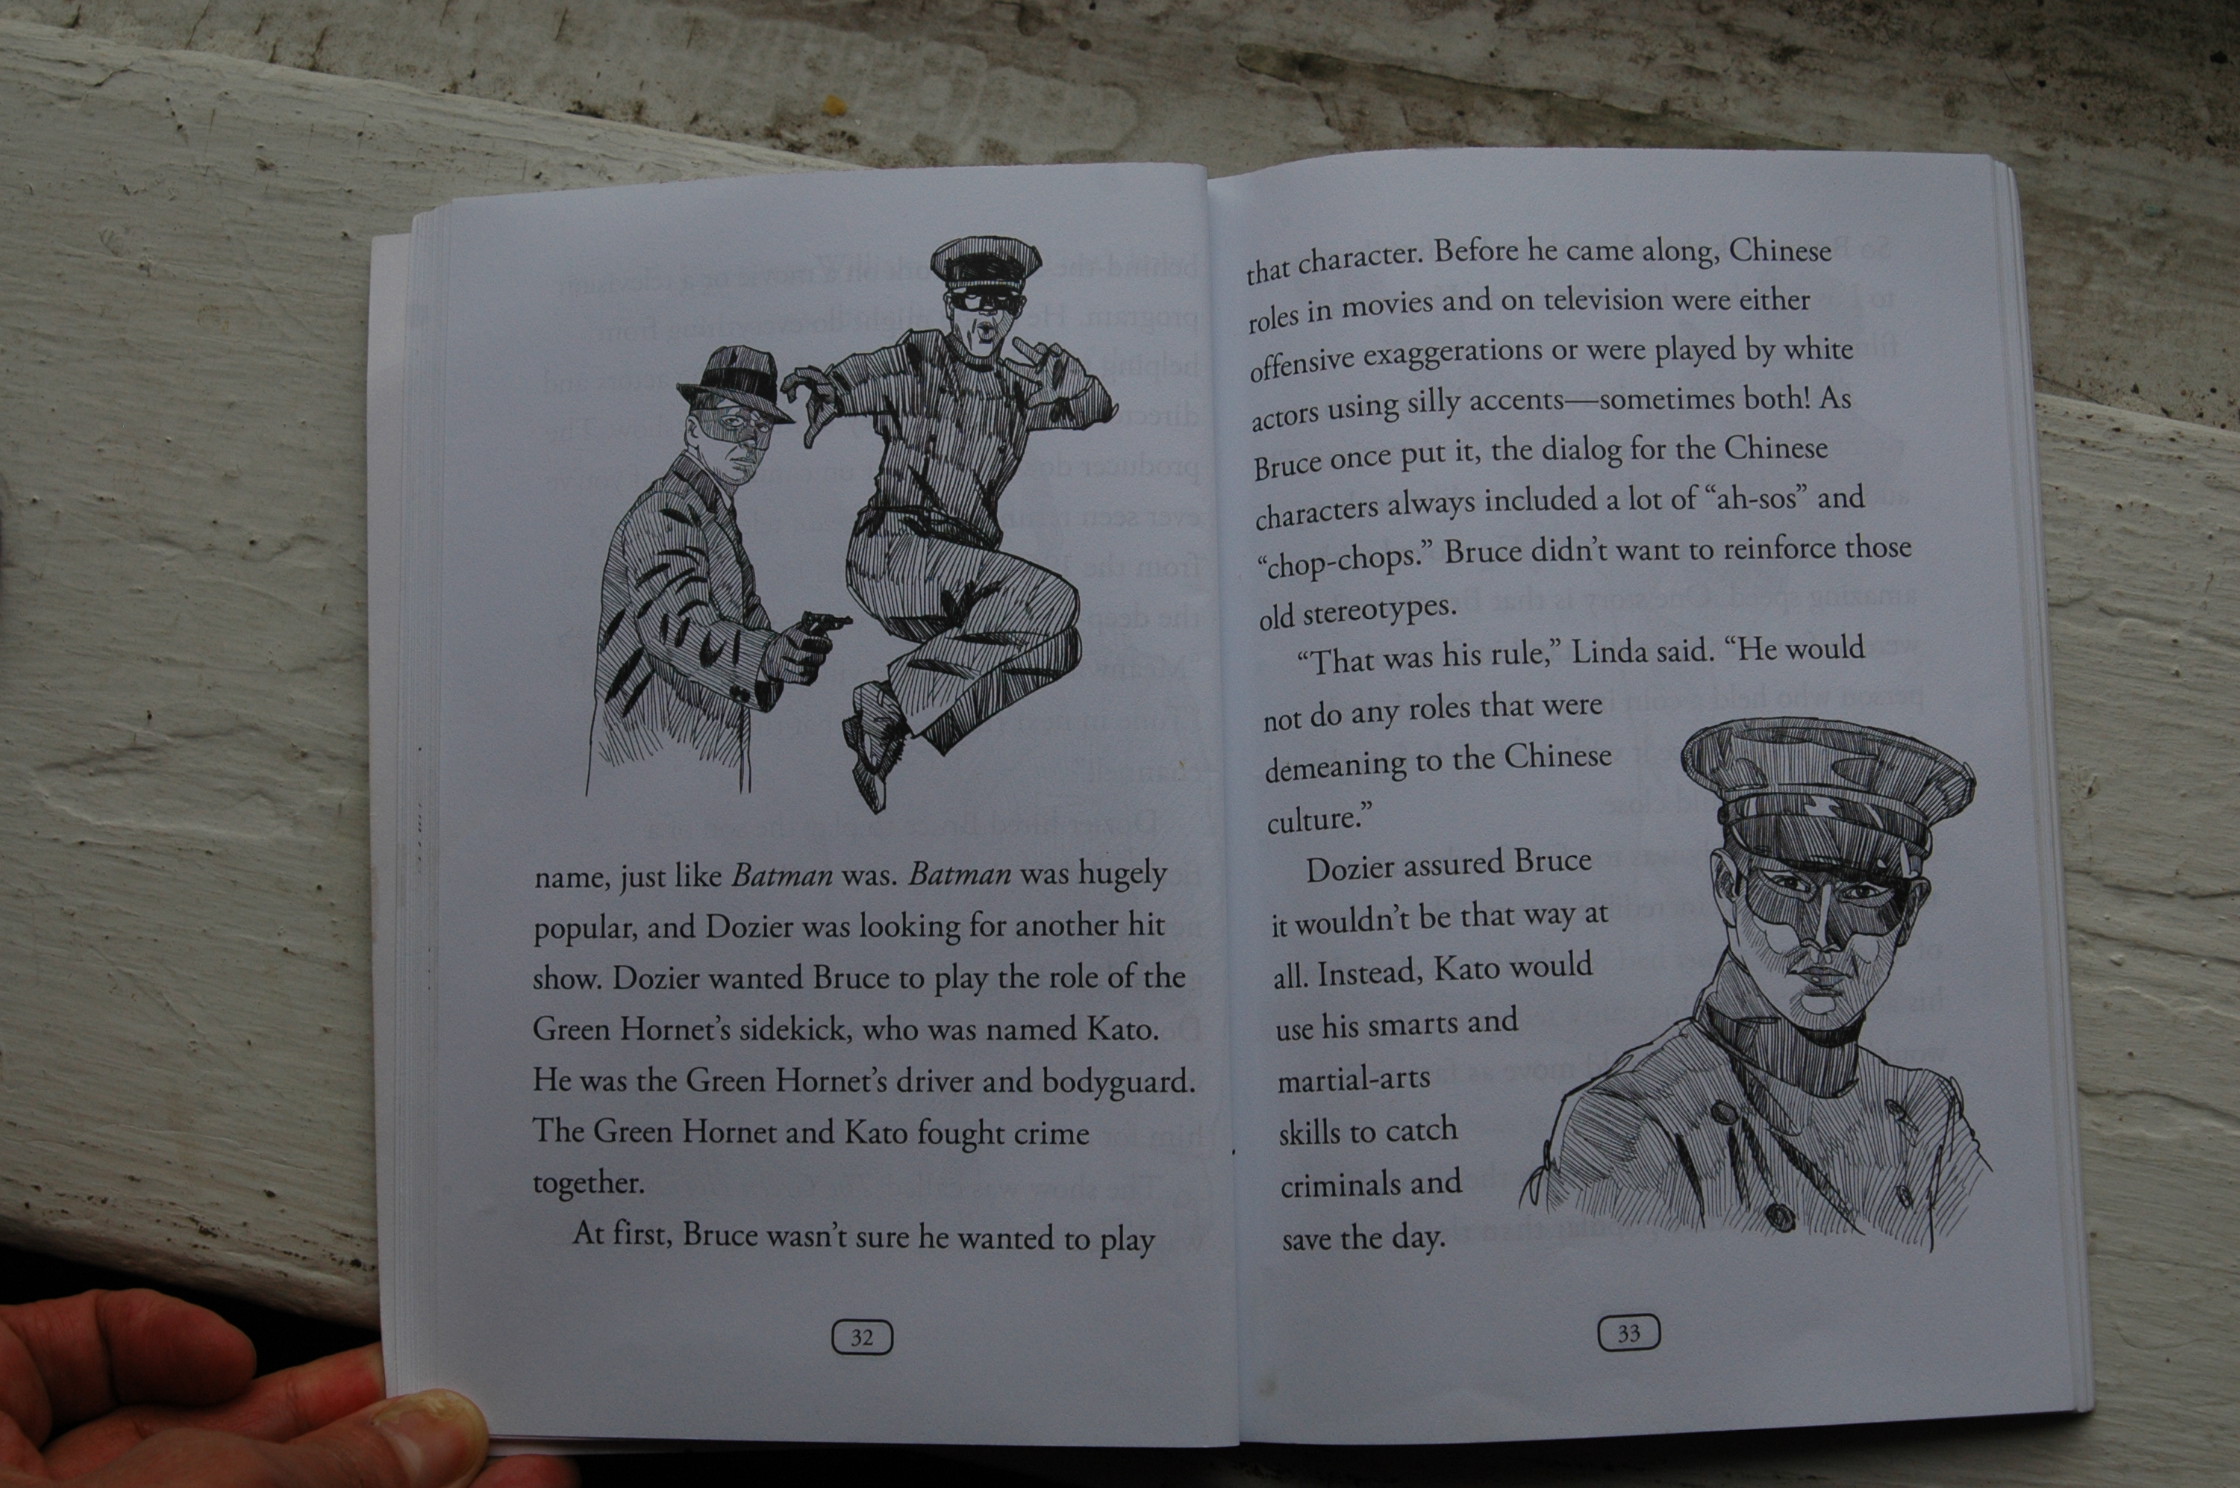 name, just like Batman was. Batman was hugely
popular, and Dozier was looking for another hit
show. Dozier wanted Bruce to play the role of the
Green Hornet’s sidekick, who was named Kato.
He was the Green Hornet’s driver and bodyguard.
The Green Hornet and Kato fought crime
together.
At first, Bruce wasn’t sure he wanted to play
32
that character. Before he came along, Chinese
roles in movies and on television were either
offensive exaggerations or were played by white
actors using silly accents—sometimes both! As
Bruce once put it, the dialog for the Chinese
characters always included a lot of “ah-sos” and
“chop-chops.” Bruce didn’t want to reinforce those
old stereotypes.
“That was his rule,” Linda said. “He would
not do any roles that were
demeaning to the Chinese
culture.”
Dozier assured Bruce
it wouldn’t be that way at
all. Instead, Kato would
use his smarts and
martial-arts
skills to catch
criminals and
save the day.
33